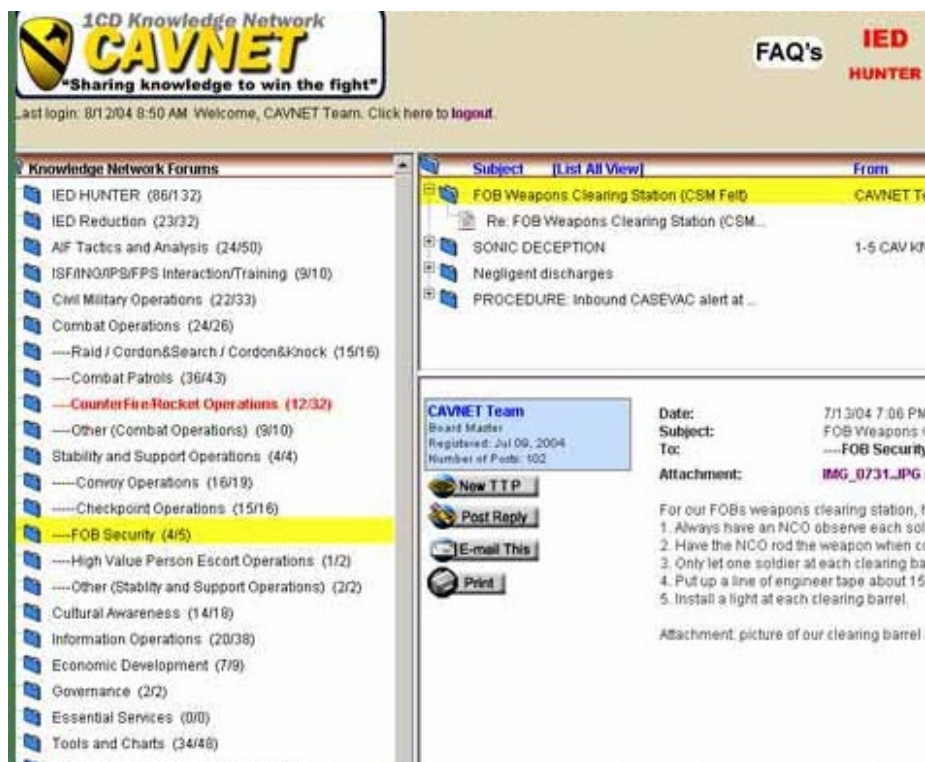 1CD Knowledge Network
CAVNET
"Sharing knowledge to win the fight"
FAQ's
IED
HUNTER
Last login: 8/12/04 8:50 AM Welcome, CAVNET Team. Click here to logout.
Knowledge Network Forums
IED HUNTER (86/132)
IED Reduction (23/32)
AIF Tactics and Analysis (24/50)
ISF/ING/IPS/FPS Interaction/Training (9/10)
Civil Military Operations (22/33)
Combat Operations (24/26)
----Raid / Cordon&Search / Cordon&Knock (15/16)
----Combat Patrols (36/43)
----CounterFire/Rocket Operations (12/32)
----Other (Combat Operations) (9/10)
Stability and Support Operations (4/4)
-----Convoy Operations (16/19)
-----Checkpoint Operations (15/16)
----FOB Security (4/5)
----High Value Person Escort Operations (1/2)
----Other (Stablity and Support Operations) (2/2)
Cultural Awareness (14/18)
Information Operations (20/38)
Economic Development (7/9)
Governance (2/2)
Essential Services (0/0)
Tools and Charts (34/48)
Subject [List All View] From
FOB Weapons Clearing Station (CSM Felt) CAVNET Te
Re: FOB Weapons Clearing Station (CSM...
SONIC DECEPTION 1-5 CAV KN
Negligent discharges
PROCEDURE: Inbound CASEVAC alert at ...
CAVNET Team
Board Master
Registered: Jul 09, 2004
Number of Posts: 102
New T T P
Post Reply
E-mail This
Print
Date: 7/13/04 7:06 PM
Subject: FOB Weapons
To: ----FOB Security
Attachment: IMG_0731.JPG
For our FOBs weapons clearing station,
1. Always have an NCO observe each sol
2. Have the NCO rod the weapon when
3. Only let one soldier at each clearing ba
4. Put up a line of engineer tape about 15
5. Install a light at each clearing barrel.
Attachment: picture of our clearing barrel